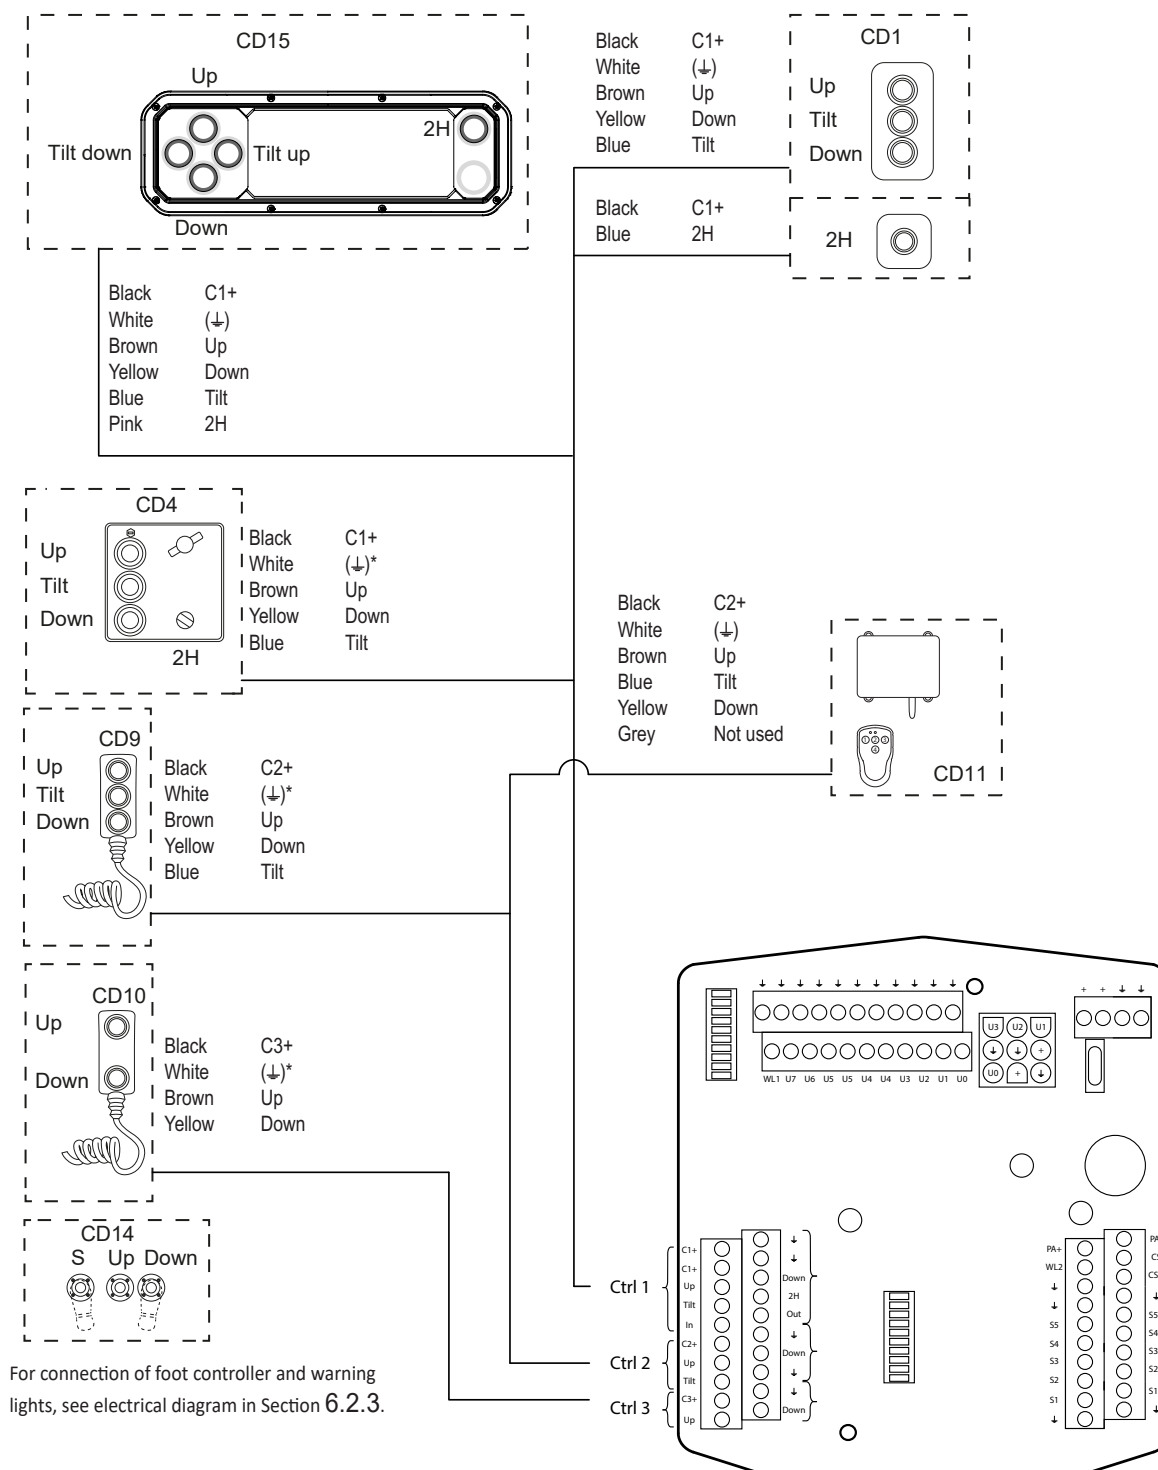 CD15
Up
2H
Tilt down
Tilt up
Down
Black C1+
White (⏚)
Brown Up
Yellow Down
Blue Tilt
Pink 2H
Black C1+
White (⏚)
Brown Up
Yellow Down
Blue Tilt
CD1
Up
Tilt
Down
Black C1+
Blue 2H
2H
CD4
Up
Tilt
Down
2H
Black C1+
White (⏚)*
Brown Up
Yellow Down
Blue Tilt
Black C2+
White (⏚)
Brown Up
Blue Tilt
Yellow Down
Grey Not used
1 2 3
4
CD11
CD9
Up
Tilt
Down
Black C2+
White (⏚)*
Brown Up
Yellow Down
Blue Tilt
CD10
Up
Down
Black C3+
White (⏚)*
Brown Up
Yellow Down
CD14
S Up Down
For connection of foot controller and warning
lights, see electrical diagram in Section 6.2.3.
WL1 U7 U6 U5 U5 U4 U4 U3 U2 U1 U0
U3 U2 U1
+
U0 +
+ +
Ctrl 1
Ctrl 2
Ctrl 3
C1+
C1+
Up
Tilt
In
C2+
Up
Tilt
C3+
Up
Down
2H
Out
Down
Down
PA+
WL2
S5
S4
S3
S2
S1
PA
CS
CS
S5
S4
S3
S2
S1